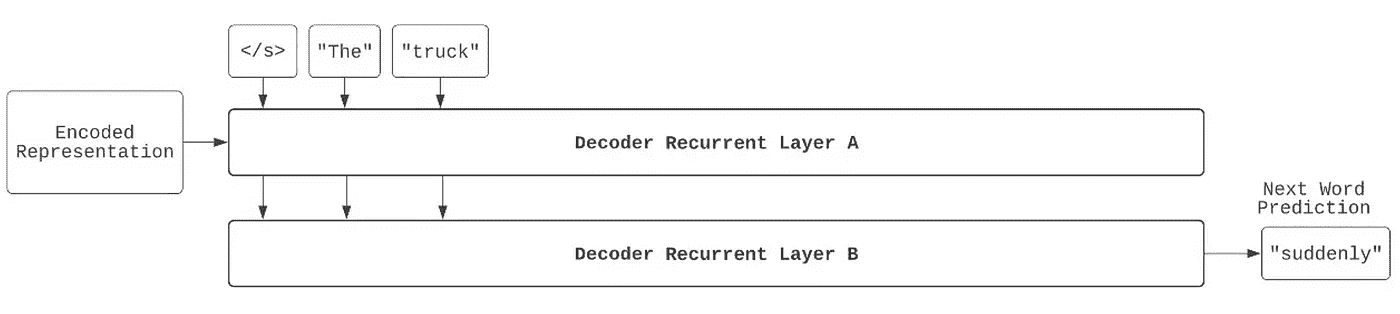 </s>
"The"
"truck"
Encoded
Representation
Decoder Recurrent Layer A
Decoder Recurrent Layer B
Next Word
Prediction
"suddenly"